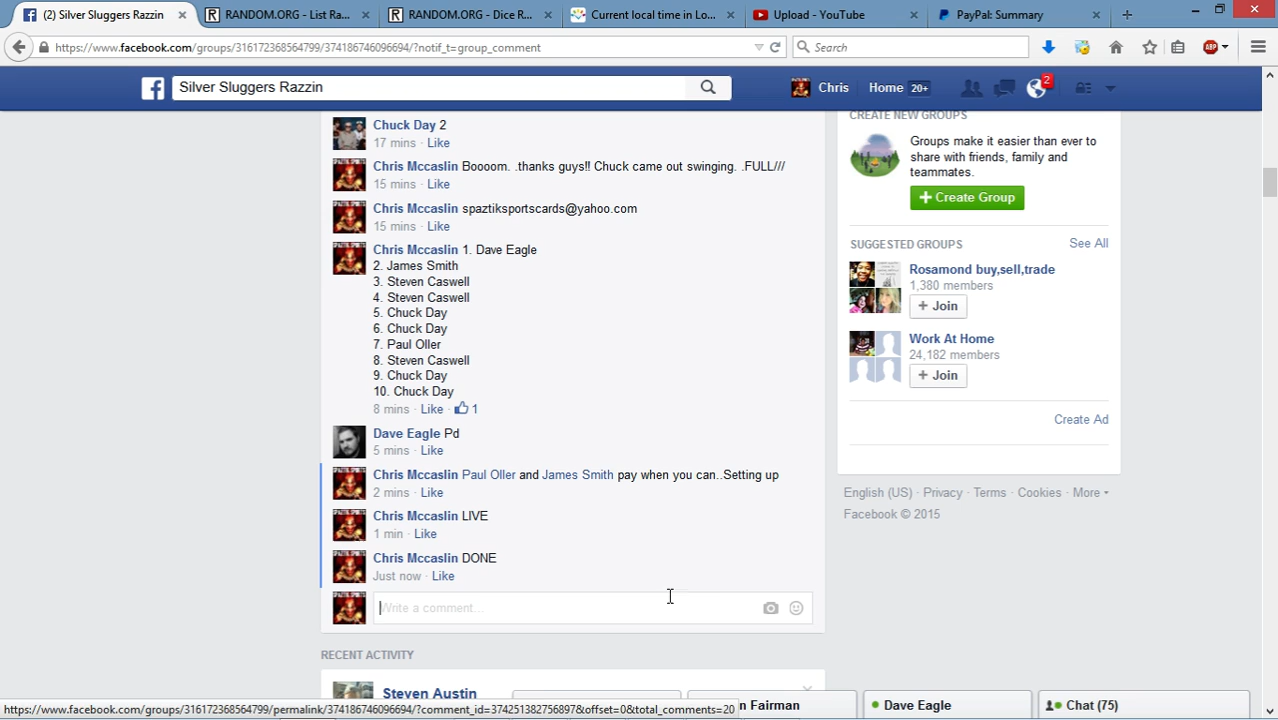 (2) Silver Sluggers Razzin
RANDOM.ORG - List Ra...
RANDOM.ORG - Dice R...
Current local time in Lo...
Upload - YouTube
PayPal: Summary
https://www.facebook.com/groups/316172368564799/374186746096694/?notif_t=group_comment
Search
ABP
Silver Sluggers Razzin
Chris
Home 20+
2
Chuck Day 2
17 mins · Like
Chris Mccaslin Boooom. .thanks guys!! Chuck came out swinging. .FULL///
15 mins · Like
Chris Mccaslin spaztiksportscards@yahoo.com
15 mins · Like
Chris Mccaslin 1. Dave Eagle
2. James Smith
3. Steven Caswell
4. Steven Caswell
5. Chuck Day
6. Chuck Day
7. Paul Oller
8. Steven Caswell
9. Chuck Day
10. Chuck Day
8 mins · Like · 1
Dave Eagle Pd
5 mins · Like
Chris Mccaslin Paul Oller and James Smith pay when you can..Setting up
2 mins · Like
Chris Mccaslin LIVE
1 min · Like
Chris Mccaslin DONE
Just now · Like
Write a comment...
RECENT ACTIVITY
Steven Austin
CREATE NEW GROUPS
Groups make it easier than ever to
share with friends, family and
teammates.
+ Create Group
SUGGESTED GROUPS
See All
Rosamond buy,sell,trade
1,380 members
+ Join
Work At Home
24,182 members
+ Join
Create Ad
English (US) · Privacy · Terms · Cookies · More
Facebook © 2015
https://www.facebook.com/groups/316172368564799/permalink/374186746096694/?comment_id=374251382756897&offset=0&total_comments=20
n Fairman
Dave Eagle
Chat (75)